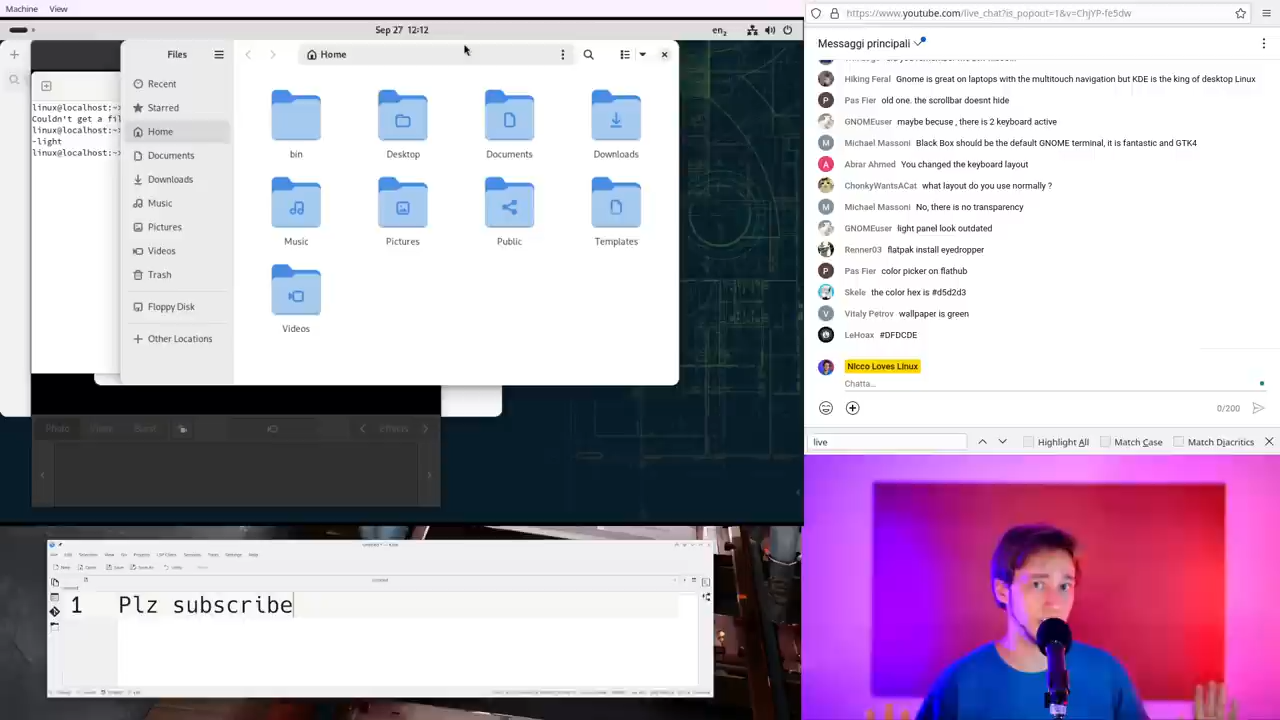 Machine View
Sep 27 12:12
en2
Files
Home
Recent
Starred
Home
Documents
Downloads
Music
Pictures
Videos
Trash
Floppy Disk
Other Locations
bin
Desktop
Documents
Downloads
Music
Pictures
Public
Templates
Videos
linux@localhost:~
Couldn't get a fil
linux@localhost:~
-light
linux@localhost:~
Photo
Burst
effects
1 Plz subscribe
https://www.youtube.com/live_chat?is_popout=1&v=ChjYP-fe5dw
Messaggi principali
Hiking Feral Gnome is great on laptops with the multitouch navigation but KDE is the king of desktop Linux
Pas Fier old one. the scrollbar doesnt hide
GNOMEuser maybe becuse , there is 2 keyboard active
Michael Massoni Black Box should be the default GNOME terminal, it is fantastic and GTK4
Abrar Ahmed You changed the keyboard layout
ChonkyWantsACat what layout do you use normally ?
Michael Massoni No, there is no transparency
GNOMEuser light panel look outdated
Renner03 flatpak install eyedropper
Pas Fier color picker on flathub
Skele the color hex is #d5d2d3
Vitaly Petrov wallpaper is green
LeHoax #DFDCDE
Nicco Loves Linux
Chatta...
0/200
live
Highlight All
Match Case
Match Diacritics